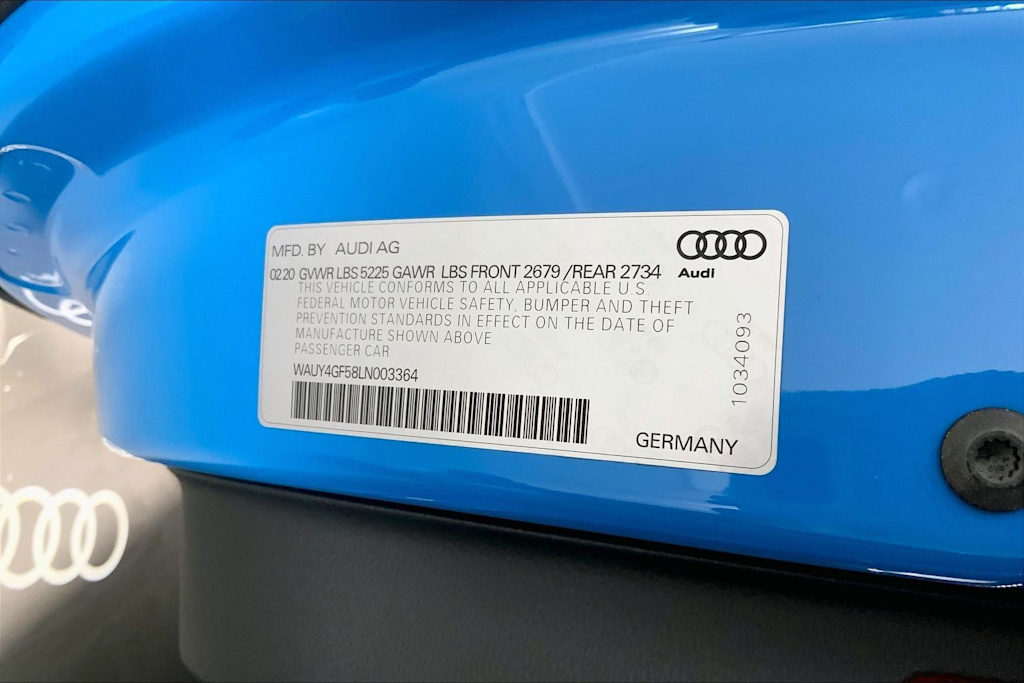 MFD. BY AUDI AG
Audi
0220 GVWR LBS 5225 GAWR LBS FRONT 2679 / REAR 2734
THIS VEHICLE CONFORMS TO ALL APPLICABLE U.S.
FEDERAL MOTOR VEHICLE SAFETY, BUMPER AND THEFT
PREVENTION STANDARDS IN EFFECT ON THE DATE OF
MANUFACTURE SHOWN ABOVE
PASSENGER CAR
WAUY4GF58LN003364
1034093
GERMANY